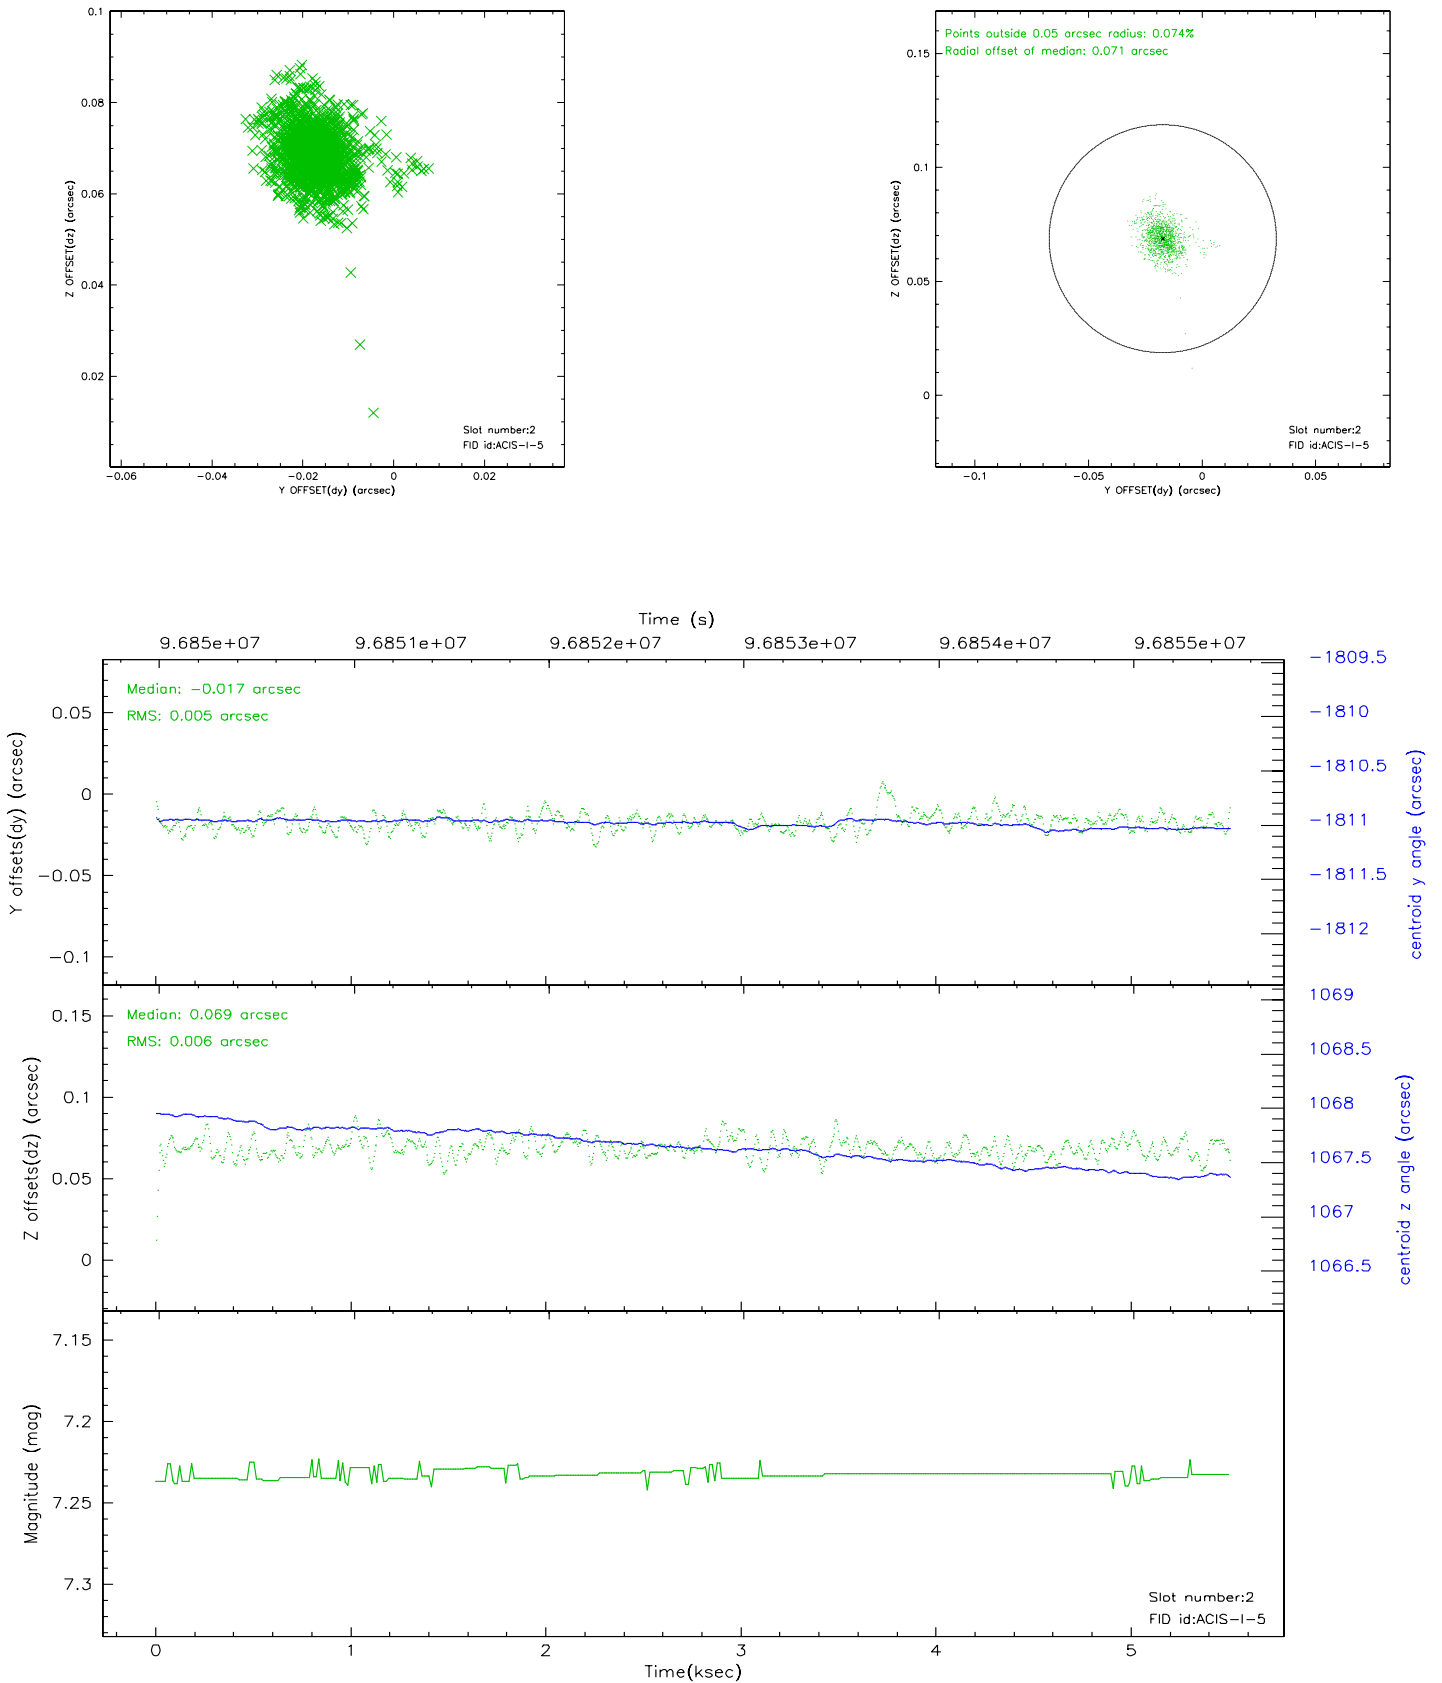 0.1
0.08
0.06
0.04
0.02
Z OFFSET(dz) (arcsec)
Slot number:2
FID id:ACIS-I-5
-0.06 -0.04 -0.02 0 0.02
Y OFFSET(dy) (arcsec)
Points outside 0.05 arcsec radius: 0.074%
Radial offset of median: 0.071 arcsec
0.15
0.1
0.05
0
Z OFFSET(dz) (arcsec)
Slot number:2
FID id:ACIS-I-5
-0.1 -0.05 0 0.05
Y OFFSET(dy) (arcsec)
Time (s)
9.685e+07 9.6851e+07 9.6852e+07 9.6853e+07 9.6854e+07 9.6855e+07
Median: -0.017 arcsec
RMS: 0.005 arcsec
0.05
0
-0.05
-0.1
Y offsets(dy) (arcsec)
-1809.5
-1810
-1810.5
-1811
-1811.5
-1812
centroid y angle (arcsec)
Median: 0.069 arcsec
RMS: 0.006 arcsec
0.15
0.1
0.05
0
Z offsets(dz) (arcsec)
1069
1068.5
1068
1067.5
1067
1066.5
centroid z angle (arcsec)
7.15
7.2
7.25
7.3
Magnitude (mag)
Slot number:2
FID id:ACIS-I-5
0 1 2 3 4 5
Time(ksec)